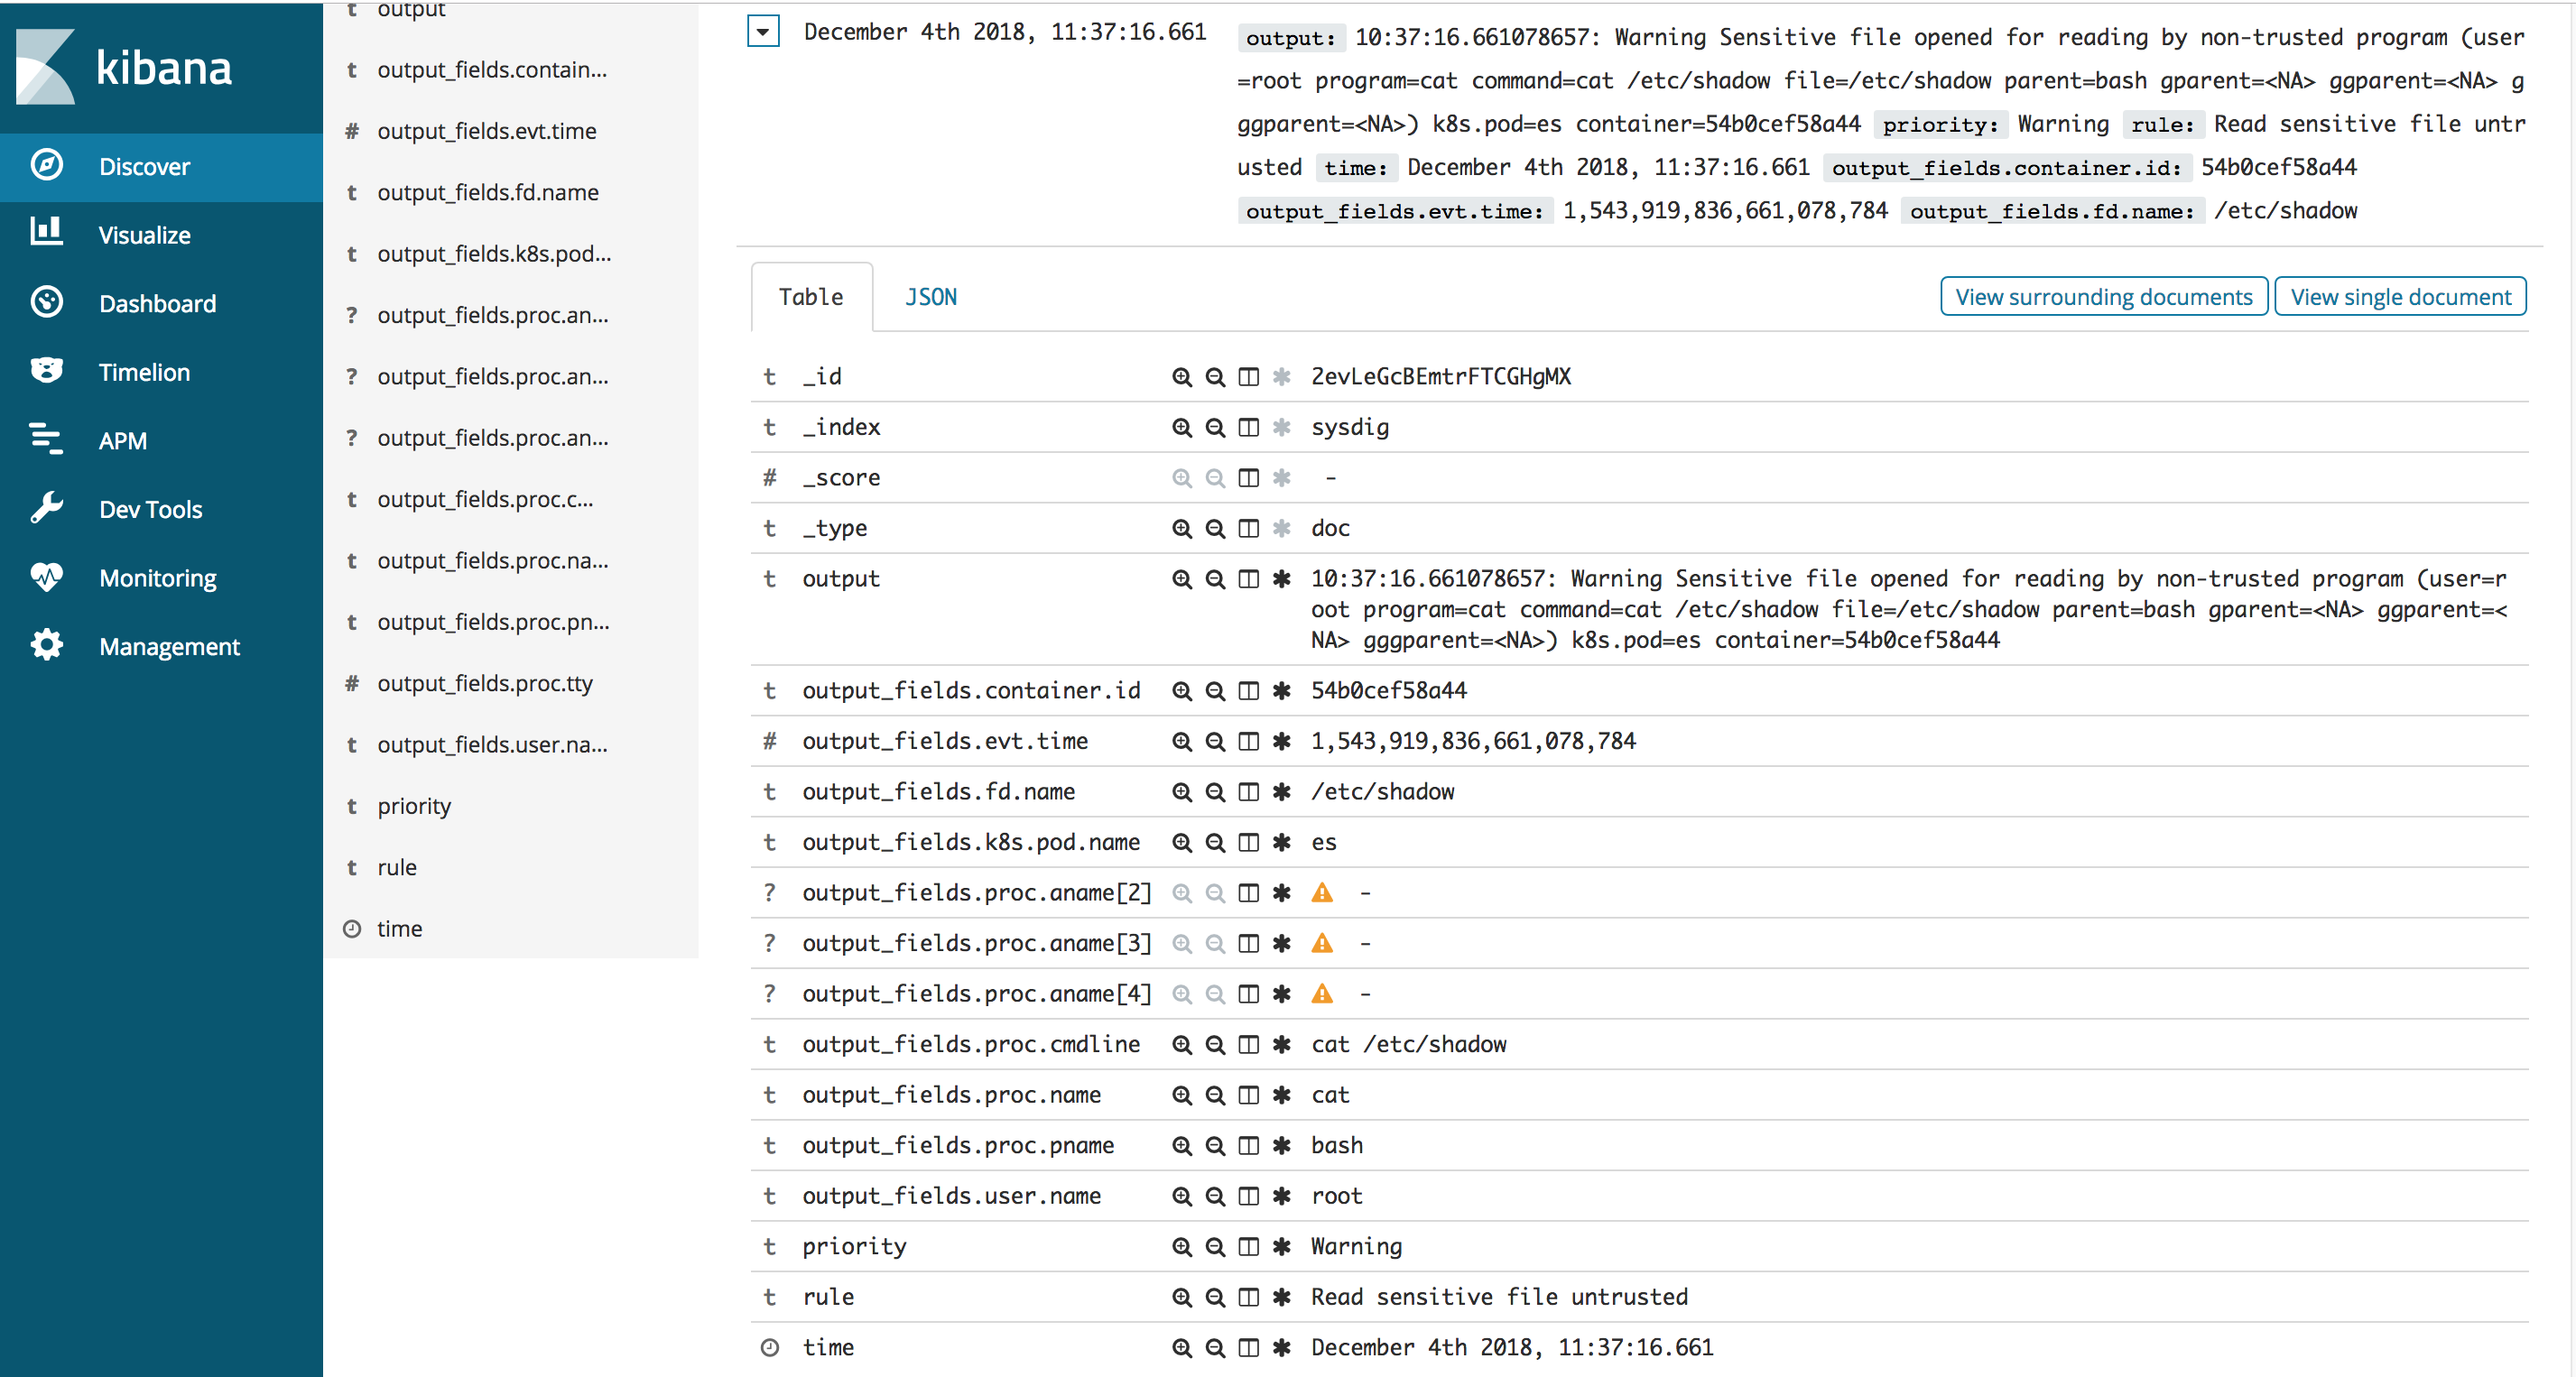 kibana
Discover
Visualize
Dashboard
Timelion
APM
Dev Tools
Monitoring
Management
t output
t output_fields.contain...
# output_fields.evt.time
t output_fields.fd.name
t output_fields.k8s.pod...
? output_fields.proc.an...
? output_fields.proc.an...
? output_fields.proc.an...
t output_fields.proc.c...
t output_fields.proc.na...
t output_fields.proc.pn...
# output_fields.proc.tty
t output_fields.user.na...
t priority
t rule
time
December 4th 2018, 11:37:16.661
output: 10:37:16.661078657: Warning Sensitive file opened for reading by non-trusted program (user
=root program=cat command=cat /etc/shadow file=/etc/shadow parent=bash gparent=<NA> ggparent=<NA> g
ggparent=<NA>) k8s.pod=es container=54b0cef58a44 priority: Warning rule: Read sensitive file untr
usted time: December 4th 2018, 11:37:16.661 output_fields.container.id: 54b0cef58a44
output_fields.evt.time: 1,543,919,836,661,078,784 output_fields.fd.name: /etc/shadow
Table JSON View surrounding documents View single document
t _id 2evLeGcBEmtrFTCGHgMX
t _index sysdig
# _score -
t _type doc
t output 10:37:16.661078657: Warning Sensitive file opened for reading by non-trusted program (user=r
oot program=cat command=cat /etc/shadow file=/etc/shadow parent=bash gparent=<NA> ggparent=<
NA> gggparent=<NA>) k8s.pod=es container=54b0cef58a44
t output_fields.container.id 54b0cef58a44
# output_fields.evt.time 1,543,919,836,661,078,784
t output_fields.fd.name /etc/shadow
t output_fields.k8s.pod.name es
? output_fields.proc.aname[2] -
? output_fields.proc.aname[3] -
? output_fields.proc.aname[4] -
t output_fields.proc.cmdline cat /etc/shadow
t output_fields.proc.name cat
t output_fields.proc.pname bash
t output_fields.user.name root
t priority Warning
t rule Read sensitive file untrusted
time December 4th 2018, 11:37:16.661